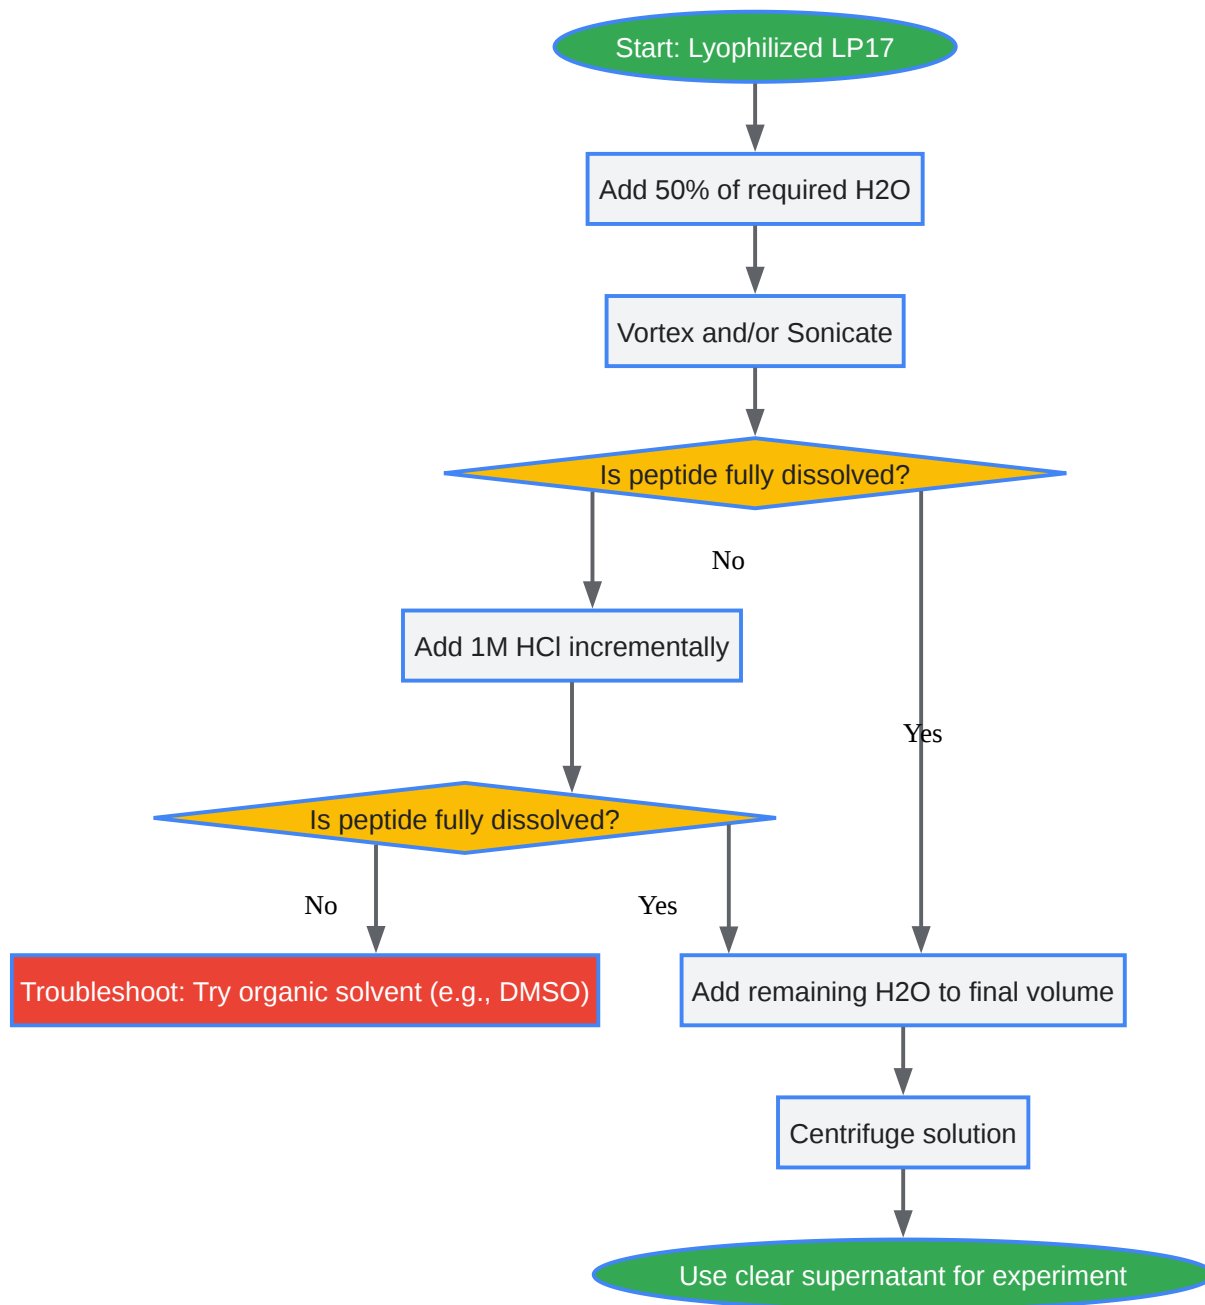 Start: Lyophilized LP17
Add 50% of required H2O
Vortex and/or Sonicate
Is peptide fully dissolved?
No
Add 1M HCl incrementally
Yes
Is peptide fully dissolved?
No
Yes
Troubleshoot: Try organic solvent (e.g., DMSO)
Add remaining H2O to final volume
Centrifuge solution
Use clear supernatant for experiment